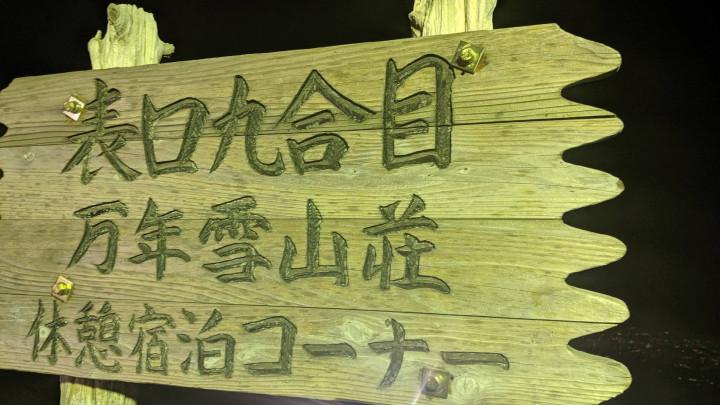 表口九合目
万年雪山荘
休憩宿泊コーナー